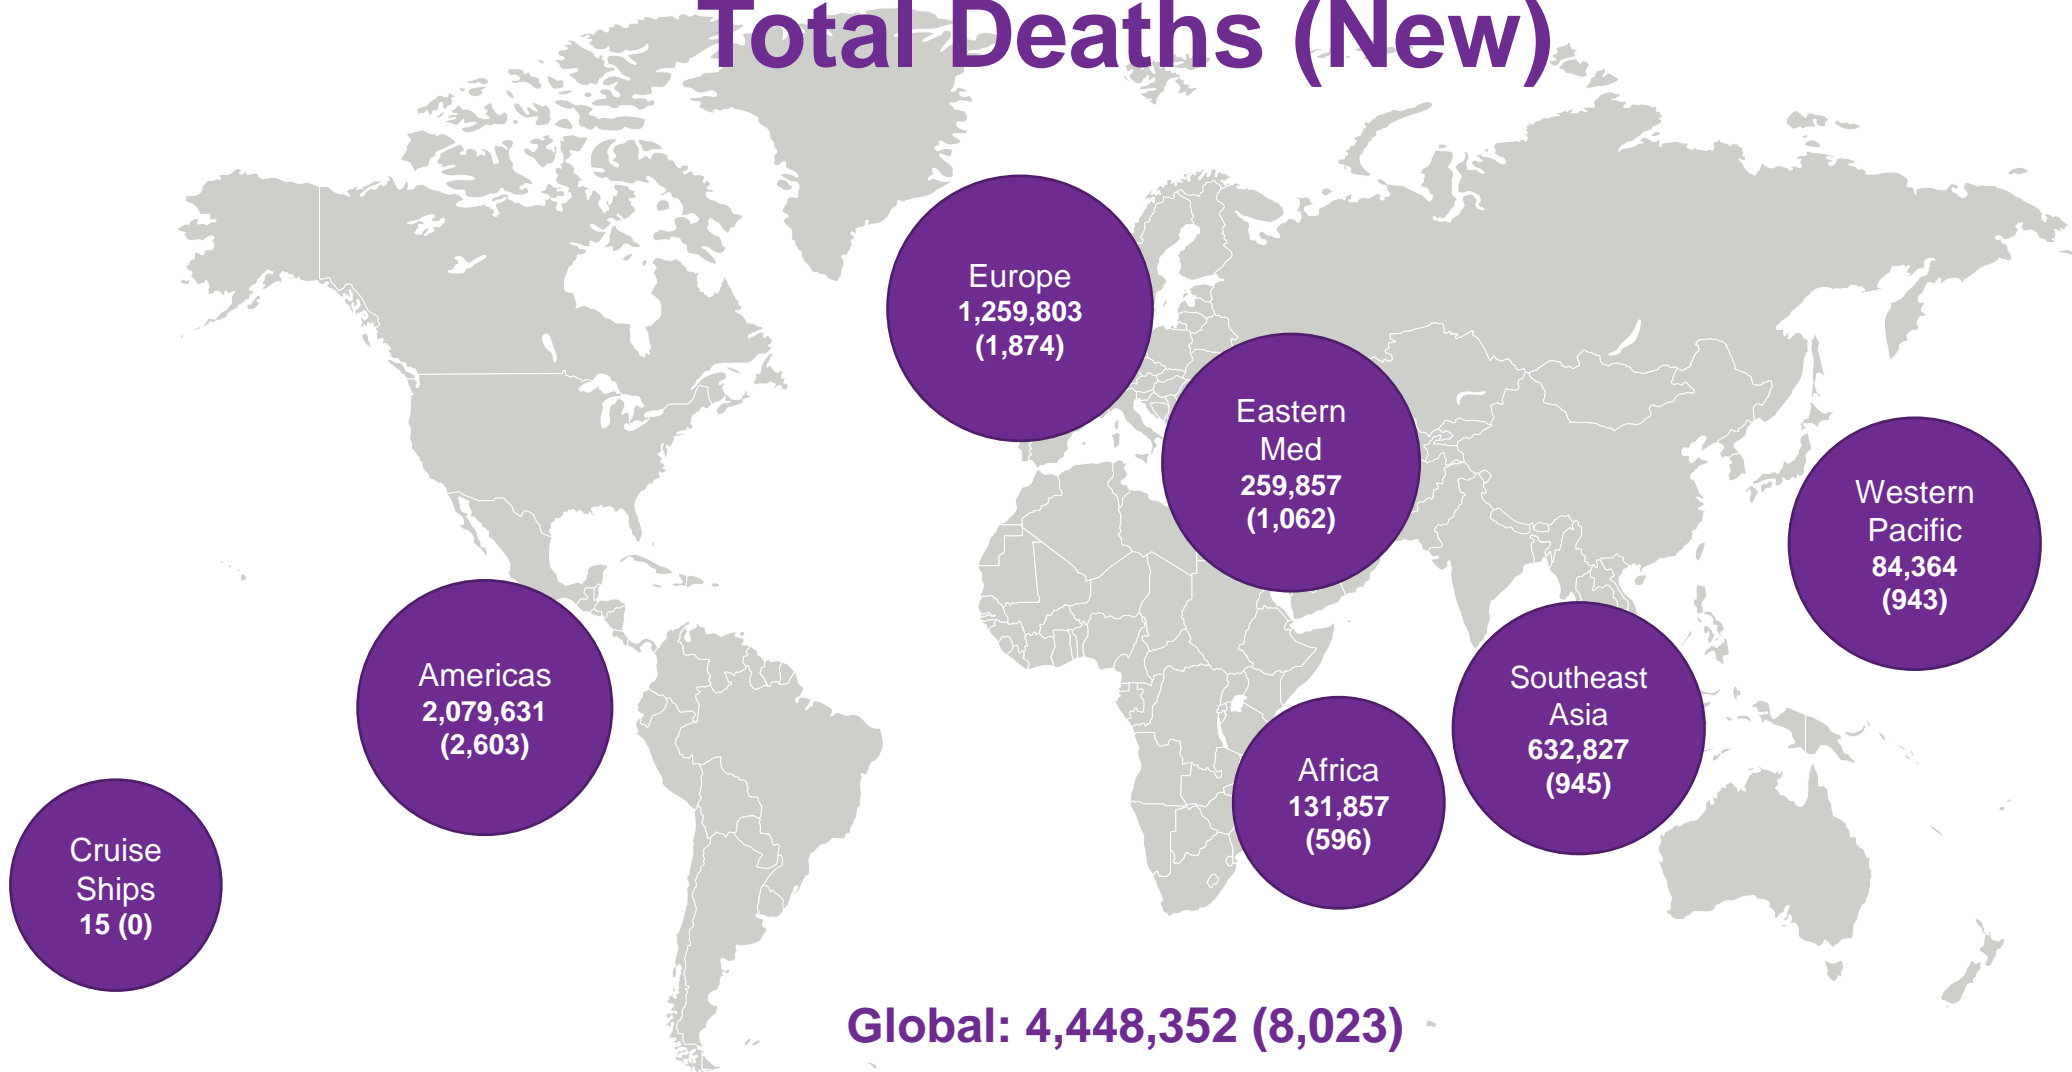 Total Deaths (New)
Europe
1,259,803
(1,874)
Eastern
Med
259,857
(1,062)
Western
Pacific
84,364
(943)
Americas
2,079,631
(2,603)
Southeast
Asia
632,827
(945)
Africa
131,857
(596)
Cruise
Ships
15 (0)
Global: 4,448,352 (8,023)